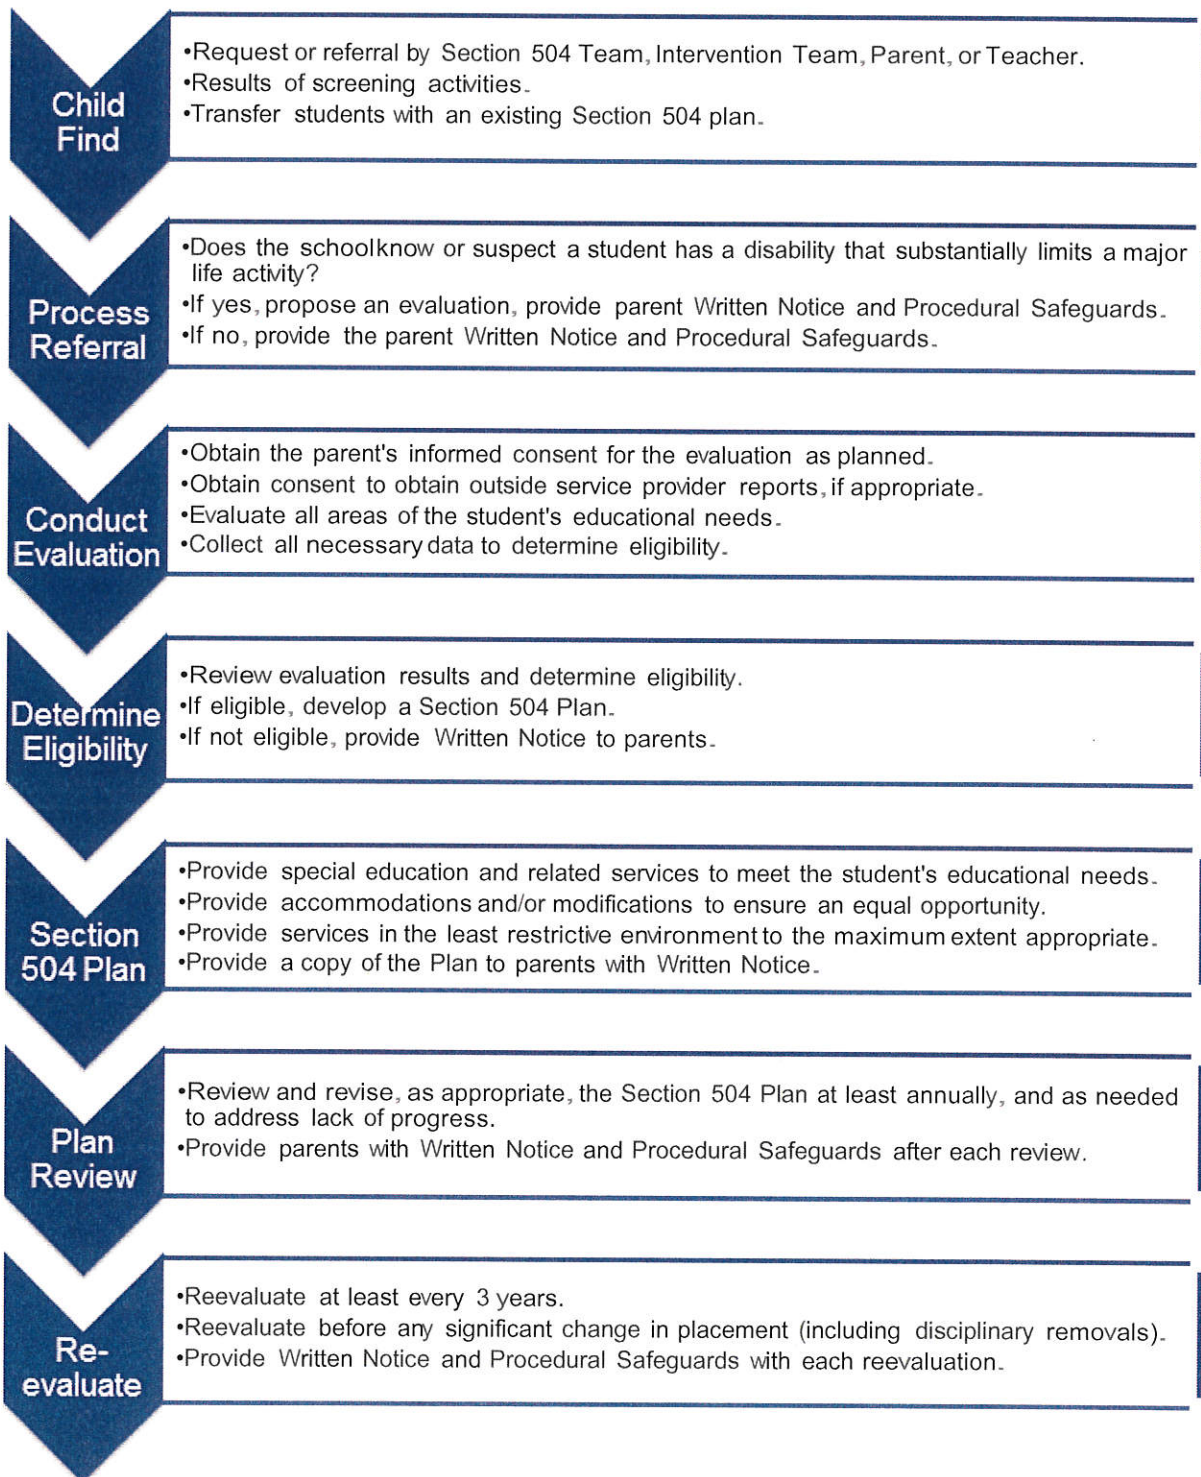 Child
Find
•Request or referral by Section 504 Team, Intervention Team, Parent, or Teacher.
•Results of screening activities.
•Transfer students with an existing Section 504 plan.
Process
Referral
•Does the school know or suspect a student has a disability that substantially limits a major
life activity?
•If yes, propose an evaluation, provide parent Written Notice and Procedural Safeguards.
•If no, provide the parent Written Notice and Procedural Safeguards.
Conduct
Evaluation
•Obtain the parent's informed consent for the evaluation as planned.
•Obtain consent to obtain outside service provider reports, if appropriate.
•Evaluate all areas of the student's educational needs.
•Collect all necessary data to determine eligibility.
Determine
Eligibility
•Review evaluation results and determine eligibility.
•If eligible, develop a Section 504 Plan.
•If not eligible, provide Written Notice to parents.
Section
504 Plan
•Provide special education and related services to meet the student's educational needs.
•Provide accommodations and/or modifications to ensure an equal opportunity.
•Provide services in the least restrictive environment to the maximum extent appropriate.
•Provide a copy of the Plan to parents with Written Notice.
Plan
Review
•Review and revise, as appropriate, the Section 504 Plan at least annually, and as needed
to address lack of progress.
•Provide parents with Written Notice and Procedural Safeguards after each review.
Re-
evaluate
•Reevaluate at least every 3 years.
•Reevaluate before any significant change in placement (including disciplinary removals).
•Provide Written Notice and Procedural Safeguards with each reevaluation.